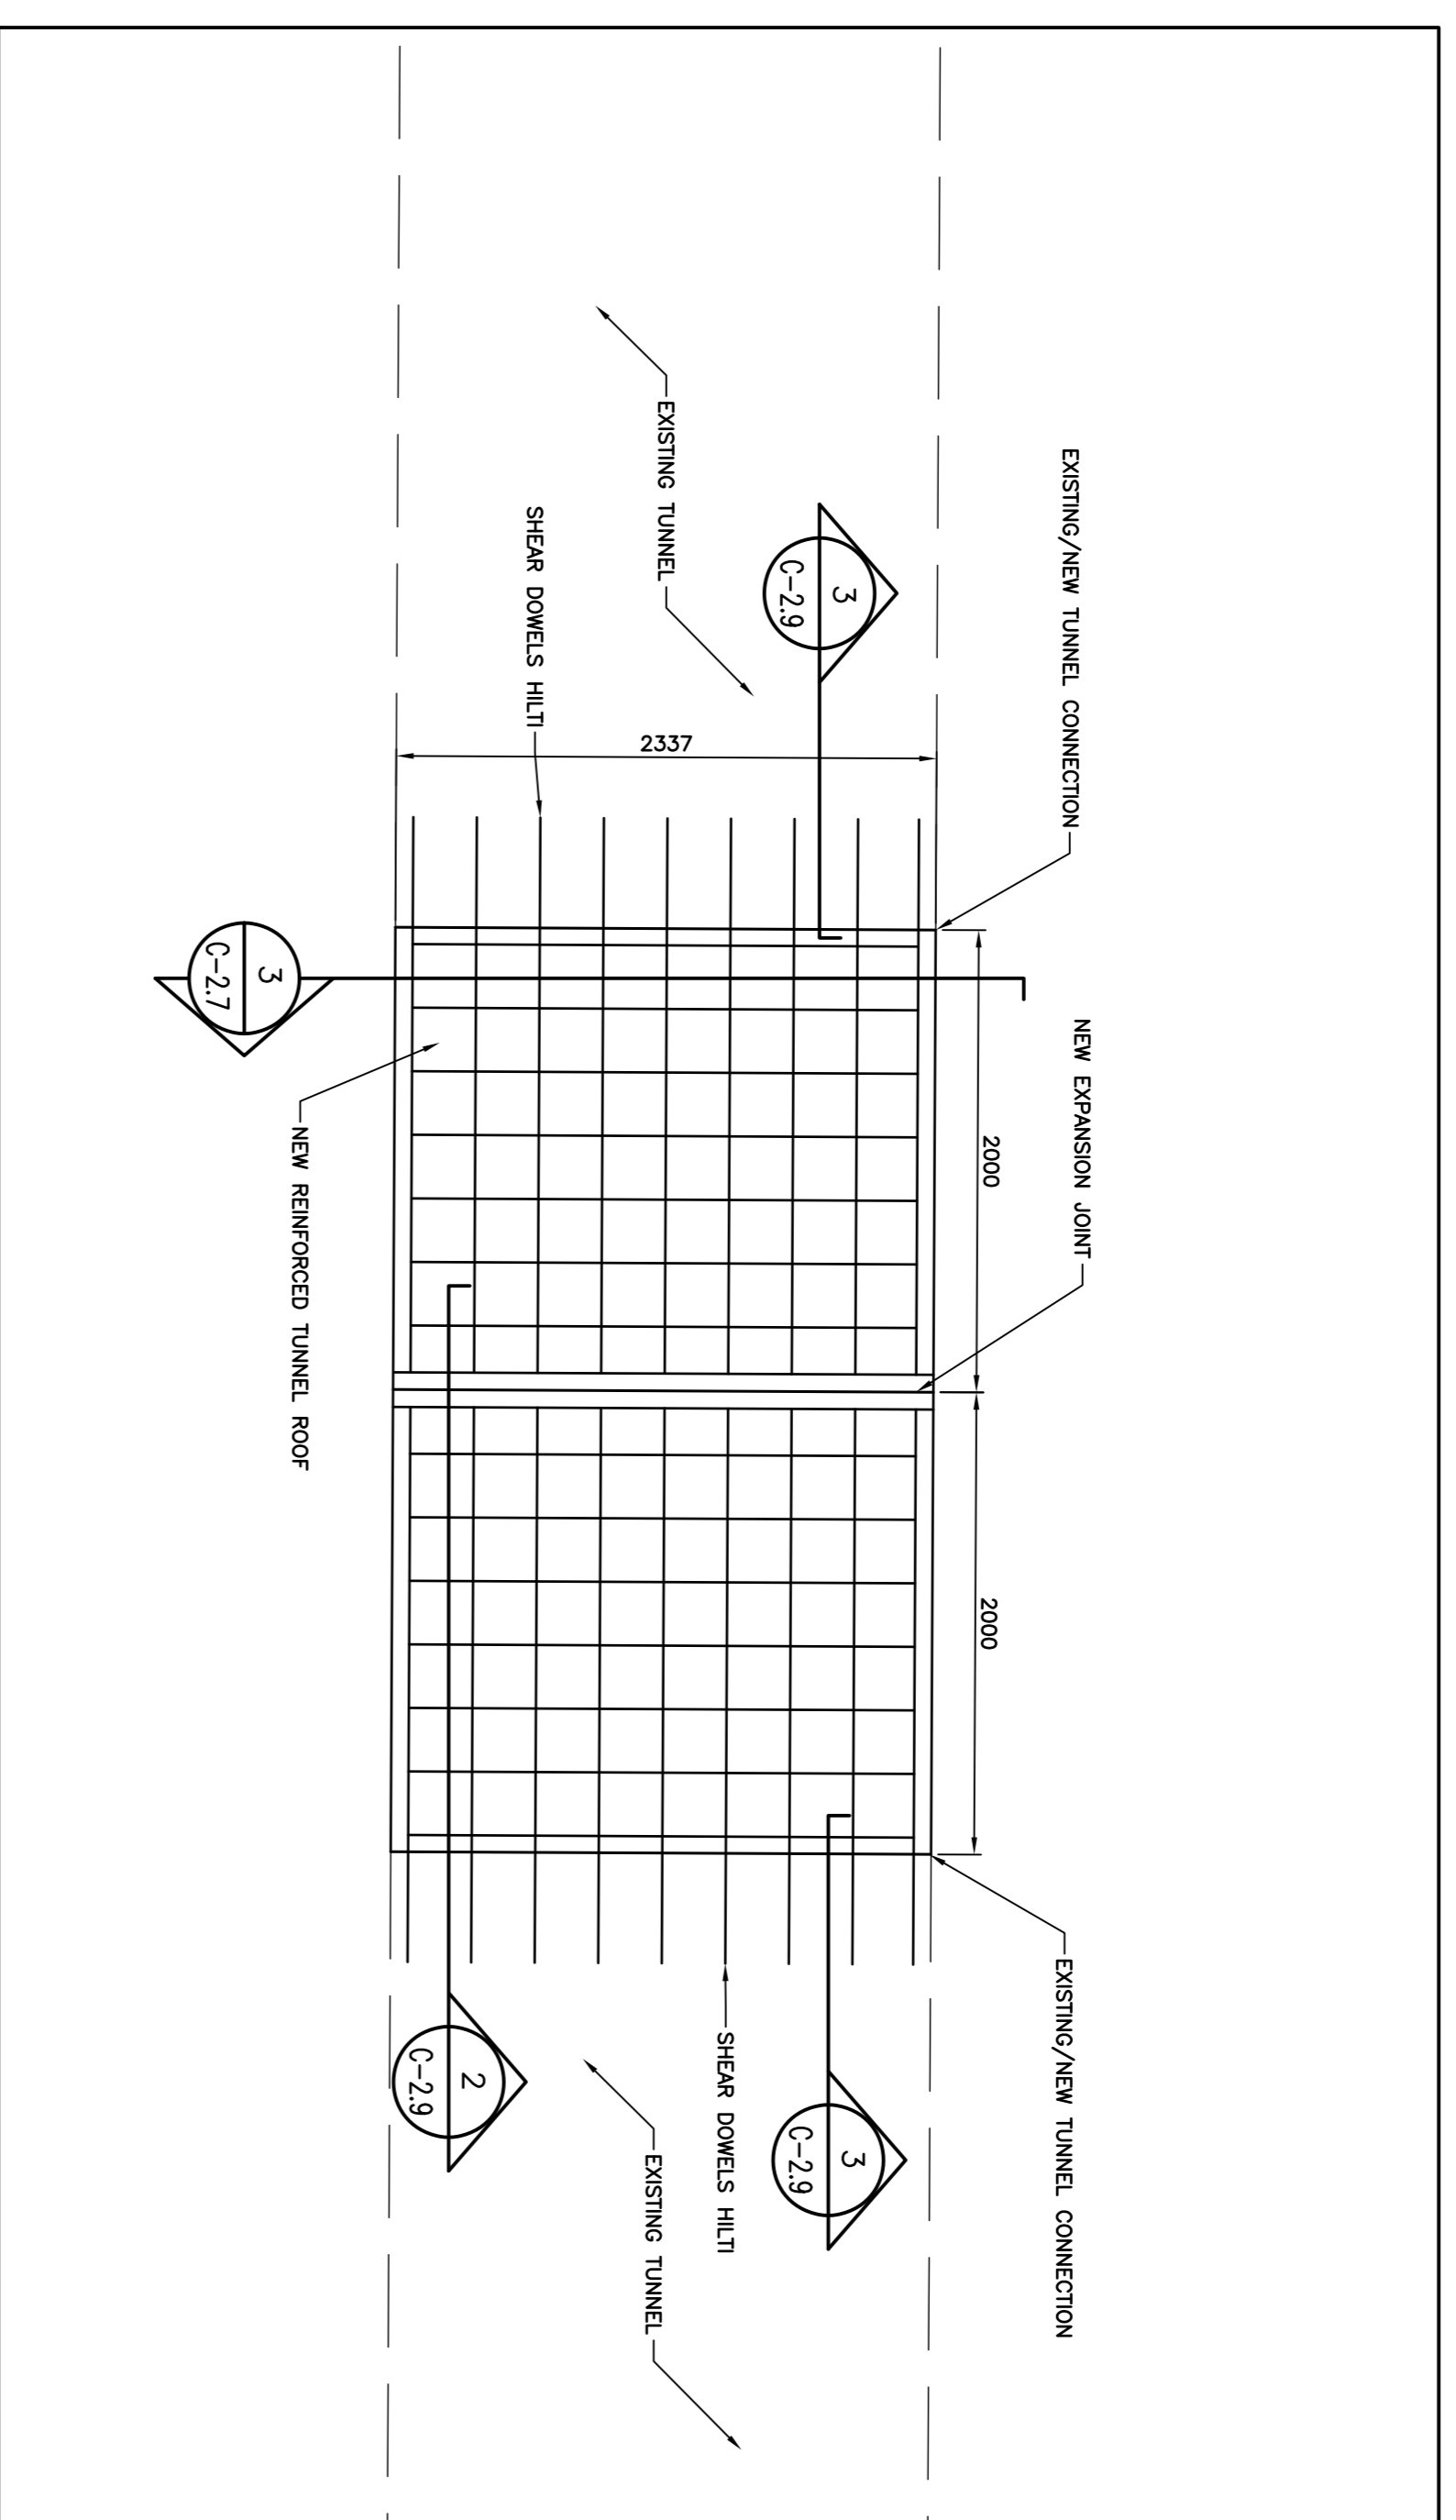 EXISTING/NEW TUNNEL CONNECTION
NEW EXPANSION JOINT
EXISTING/NEW TUNNEL CONNECTION
2000
2000
3
C-2.9
3
C-2.9
2337
EXISTING TUNNEL
SHEAR DOWELS HILTI
EXISTING TUNNEL
SHEAR DOWELS HILTI
2
C-2.9
NEW REINFORCED TUNNEL ROOF
3
C-2.7